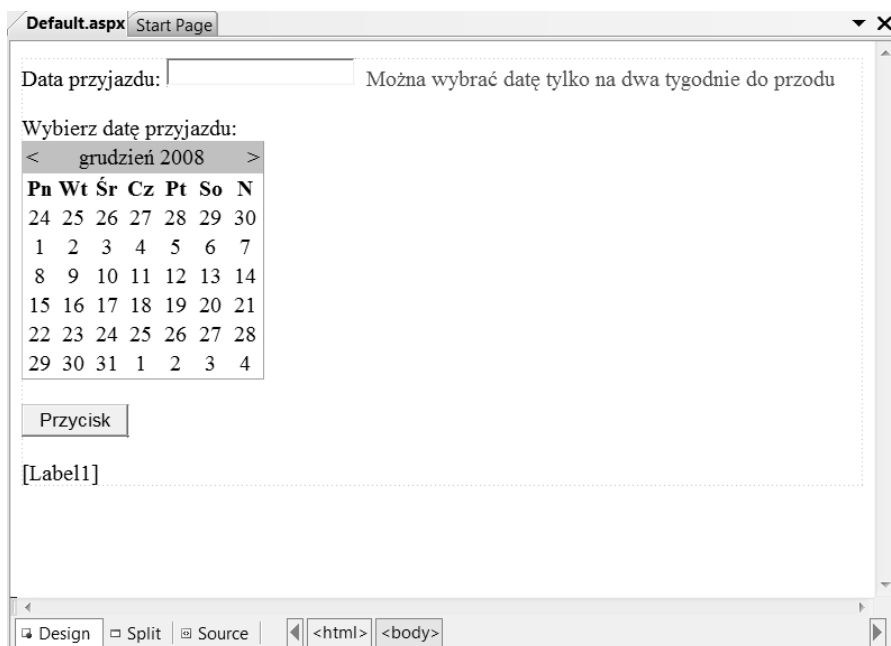 Default.aspx Start Page
Data przyjazdu: Można wybrać datę tylko na dwa tygodnie do przodu
Wybierz datę przyjazdu:
< grudzień 2008 >
Pn Wt Śr Cz Pt So N
24 25 26 27 28 29 30
1 2 3 4 5 6 7
8 9 10 11 12 13 14
15 16 17 18 19 20 21
22 23 24 25 26 27 28
29 30 31 1 2 3 4
Przycisk
[Label1]
Design Split Source <html> <body>